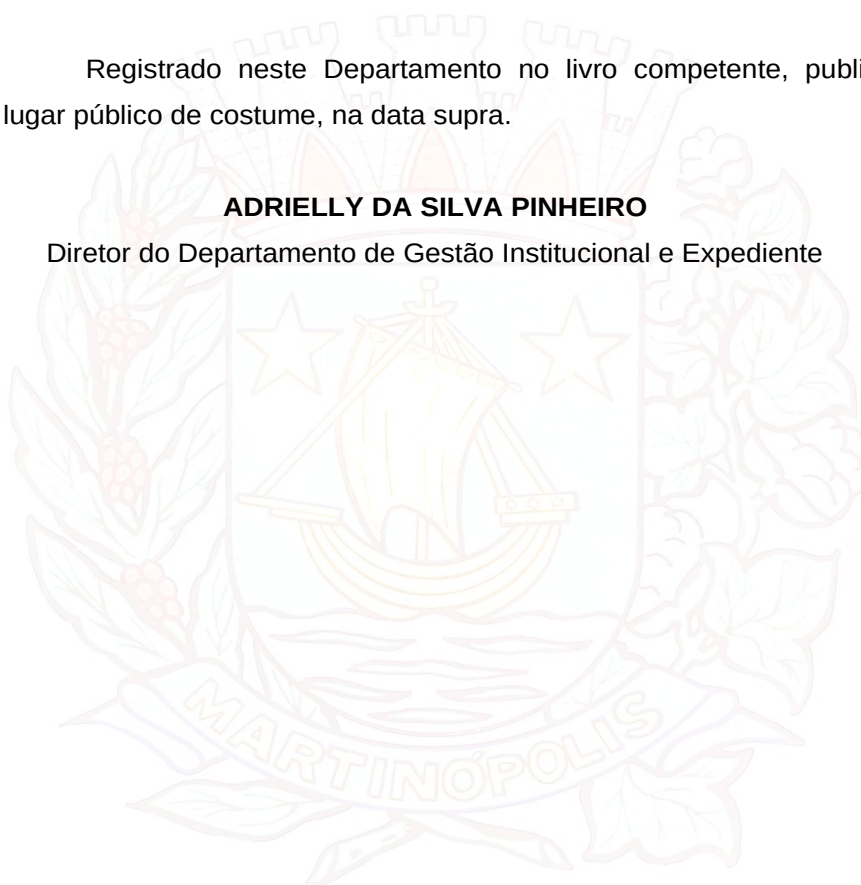 Registrado neste Departamento no livro competente,
lugar público de costume, na data supra.
ADRIELLY DA SILVA PINHEIRO
Diretor do Departamento de Gestão Institucional e Expediente
MARTINÓPOLIS